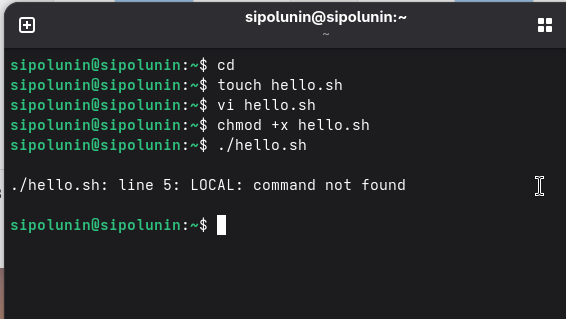 sipolunin@sipolunin:~
~
sipolunin@sipolunin:~$ cd
sipolunin@sipolunin:~$ touch hello.sh
sipolunin@sipolunin:~$ vi hello.sh
sipolunin@sipolunin:~$ chmod +x hello.sh
sipolunin@sipolunin:~$ ./hello.sh
./hello.sh: line 5: LOCAL: command not found
sipolunin@sipolunin:~$